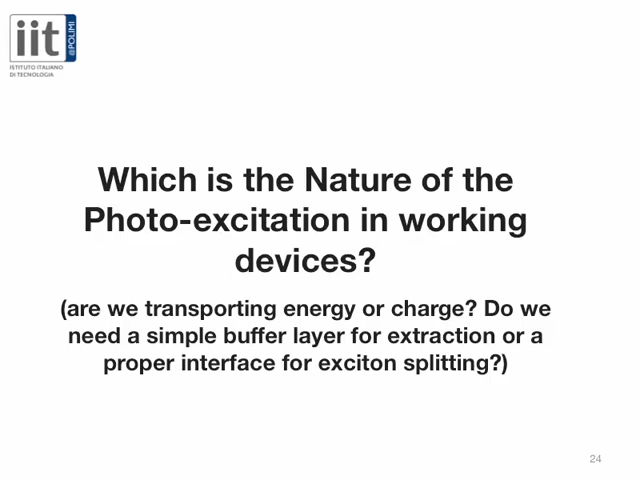 iit
@POLIMI
ISTITUTO ITALIANO
DI TECNOLOGIA
Which is the Nature of the
Photo-excitation in working
devices?
(are we transporting energy or charge? Do we
need a simple buffer layer for extraction or a
proper interface for exciton splitting?)
24